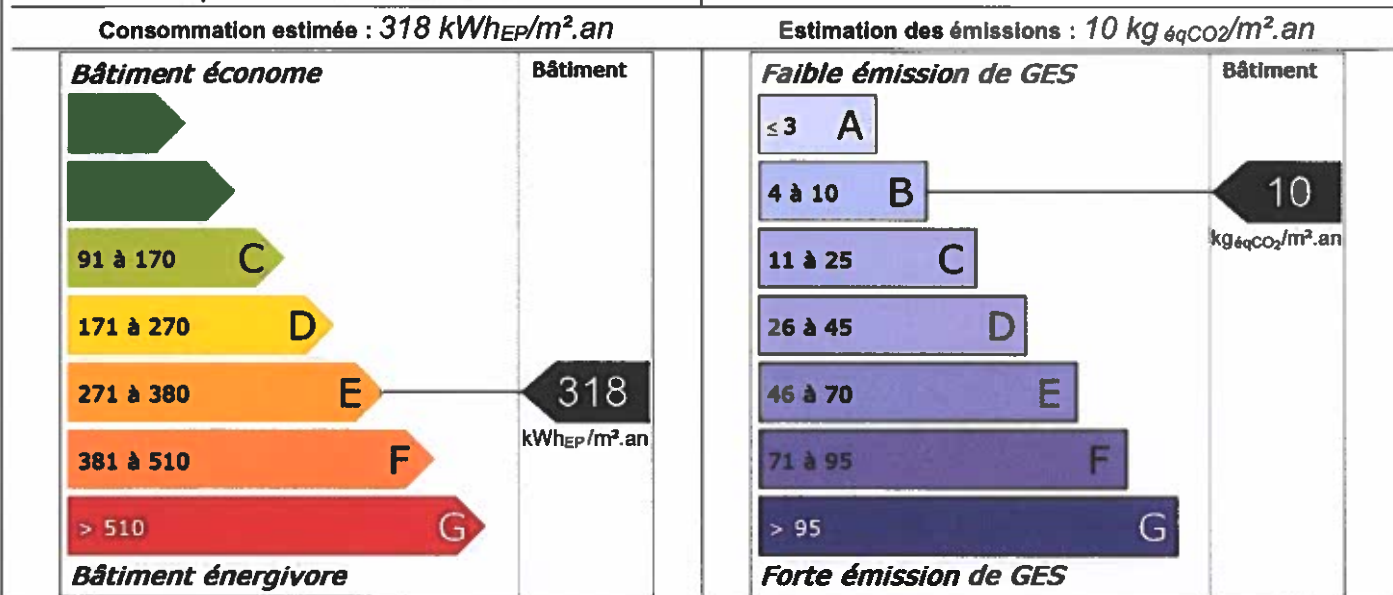 Consommation estimée : 318 kWhEP/m².an
Estimation des émissions : 10 kg éqCO2/m².an
Bâtiment économe
Bâtiment
91 à 170 C
171 à 270 D
271 à 380 E
318
kWhEP/m².an
381 à 510 F
> 510 G
Bâtiment énergivore
Faible émission de GES
Bâtiment
≤ 3 A
4 à 10 B
10
kgéqCO2/m².an
11 à 25 C
26 à 45 D
46 à 70 E
71 à 95 F
> 95 G
Forte émission de GES